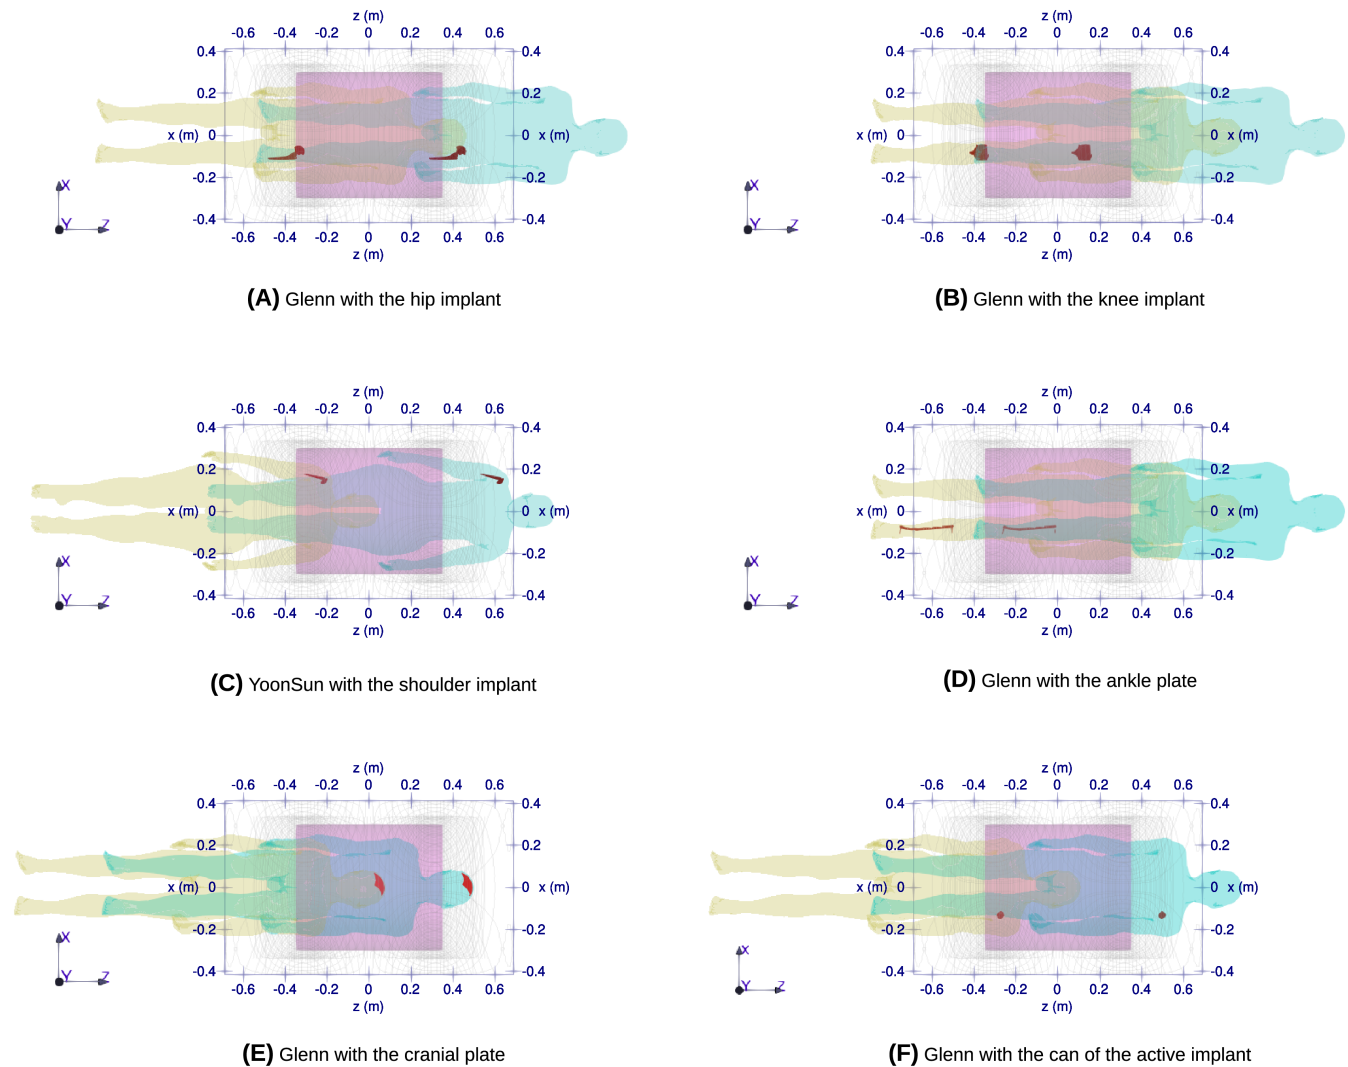 z (m) z (m)
-0.6 -0.4 -0.2 0 0.2 0.4 0.6 -0.6 -0.4 -0.2 0 0.2 0.4 0.6
0.4 0.4 0.4 0.4
0.2 0.2 0.2 0.2
x (m) 0 0 x (m) x (m) 0 0 x (m)
X -0.2 -0.2 X -0.2 -0.2
Y Z -0.4 -0.4 Y Z -0.4 -0.4
-0.6 -0.4 -0.2 0 0.2 0.4 0.6 -0.6 -0.4 -0.2 0 0.2 0.4 0.6
z (m) z (m)
(A) Glenn with the hip implant (B) Glenn with the knee implant
z (m) z (m)
-0.6 -0.4 -0.2 0 0.2 0.4 0.6 -0.6 -0.4 -0.2 0 0.2 0.4 0.6
0.4 0.4 0.4 0.4
0.2 0.2 0.2 0.2
x (m) 0 0 x (m) x (m) 0 0 x (m)
X -0.2 -0.2 X -0.2 -0.2
Y Z -0.4 -0.4 Y Z -0.4 -0.4
-0.6 -0.4 -0.2 0 0.2 0.4 0.6 -0.6 -0.4 -0.2 0 0.2 0.4 0.6
z (m) z (m)
(C) YoonSun with the shoulder implant (D) Glenn with the ankle plate
z (m) z (m)
-0.6 -0.4 -0.2 0 0.2 0.4 0.6 -0.6 -0.4 -0.2 0 0.2 0.4 0.6
0.4 0.4 0.4 0.4
0.2 0.2 0.2 0.2
x (m) 0 0 x (m) x (m) 0 0 x (m)
X -0.2 -0.2 X -0.2 -0.2
Y Z -0.4 -0.4 Y Z -0.4 -0.4
-0.6 -0.4 -0.2 0 0.2 0.4 0.6 -0.6 -0.4 -0.2 0 0.2 0.4 0.6
z (m) z (m)
(E) Glenn with the cranial plate (F) Glenn with the can of the active implant